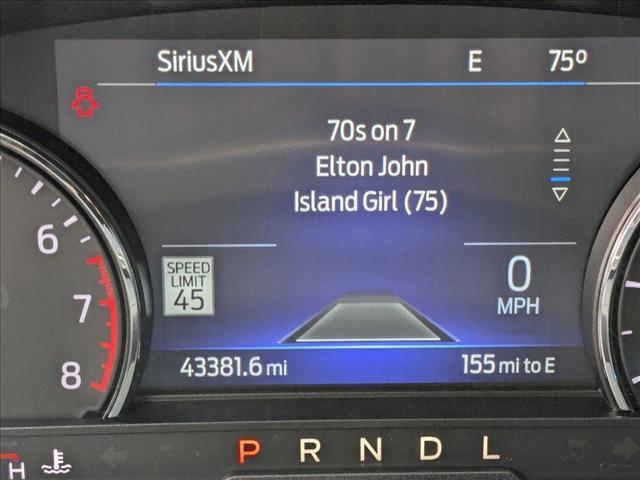 SiriusXM E 75º
70s on 7
Elton John
Island Girl (75)
6
7
8
SPEED
LIMIT
45
0
MPH
43381.6 mi
155 mi to E
H
P R N D L